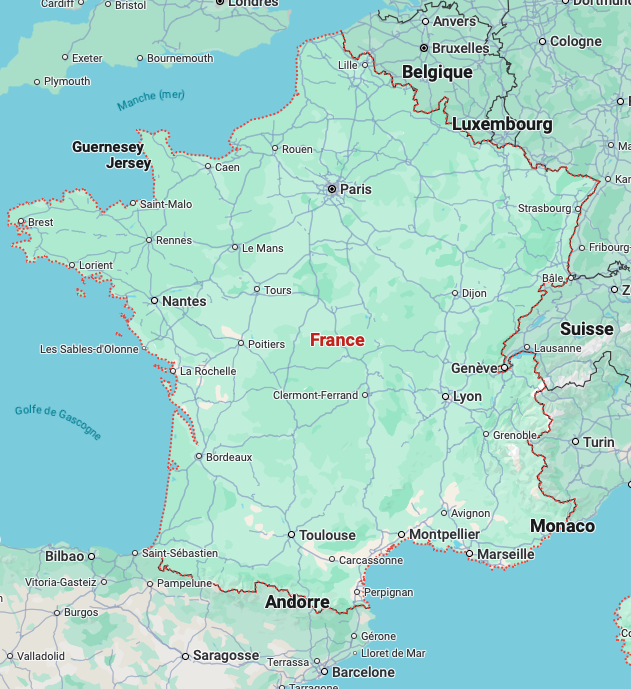 Cardiff
Bristol
Londres
Dortmund
Anvers
Cologne
Bruxelles
Lille
Exeter
Bournemouth
Belgique
Plymouth
Manche (mer)
Luxembourg
Guernesey
Jersey
Rouen
Caen
Paris
Kar
Saint-Malo
Strasbourg
Brest
Rennes
Le Mans
Fribourg-
Lorient
Bâle
Tours
Dijon
Nantes
Suisse
France
Poitiers
Les Sables-d'Olonne
Lausanne
La Rochelle
Genève
Clermont-Ferrand
Lyon
Golfe de Gascogne
Grenoble
Turin
Bordeaux
Avignon
Monaco
Toulouse
Montpellier
Saint-Sébastien
Marseille
Bilbao
Carcassonne
Vitoria-Gasteiz
Pampelune
Perpignan
Andorre
Burgos
Gérone
Lloret de Mar
Valladolid
Saragosse
Terrassa
Barcelone
Tarragone